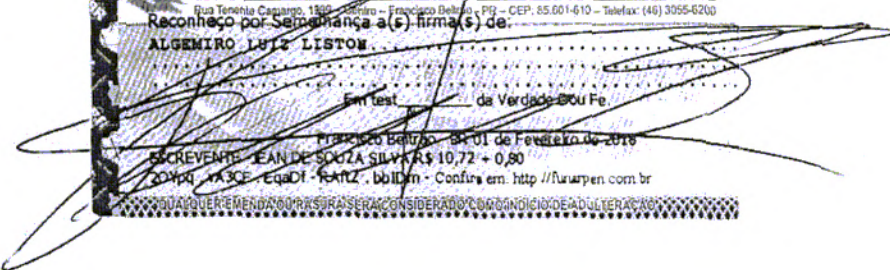 Rua Tenente Camargo, Centro – Francisco Beltrão - PR – CEP: 85.601-610 – Telefax: (46) 3055-6200
Reconheço por Semelhança a(s) firma(s) de:
ALGEMIRO LUIZ LISTON
Em test da Verdade Dou Fe
Francisco Beltrão - PR 01 de Fevereiro de 2016
ESCREVENTE - JEAN DE SOUZA SILVA R$ 10,72 + 0,80
Confira em: http //funarpen com br
QUALQUER EMENDA OU RASURA SERÁ CONSIDERADO COMO INDÍCIO DE ADULTERAÇÃO